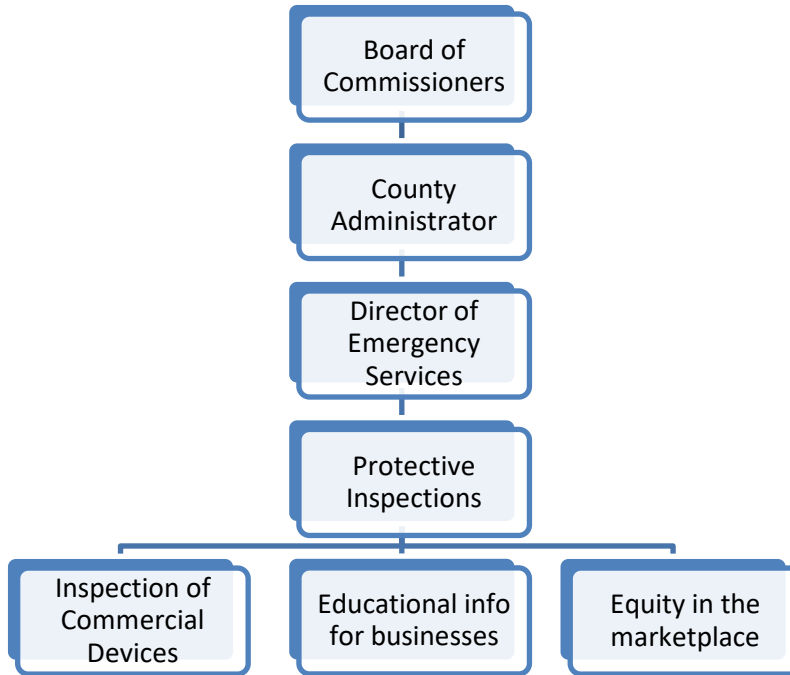 Board of
Commissioners
County
Administrator
Director of
Emergency
Services
Protective
Inspections
Inspection of
Commercial
Devices
Educational info
for businesses
Equity in the
marketplace